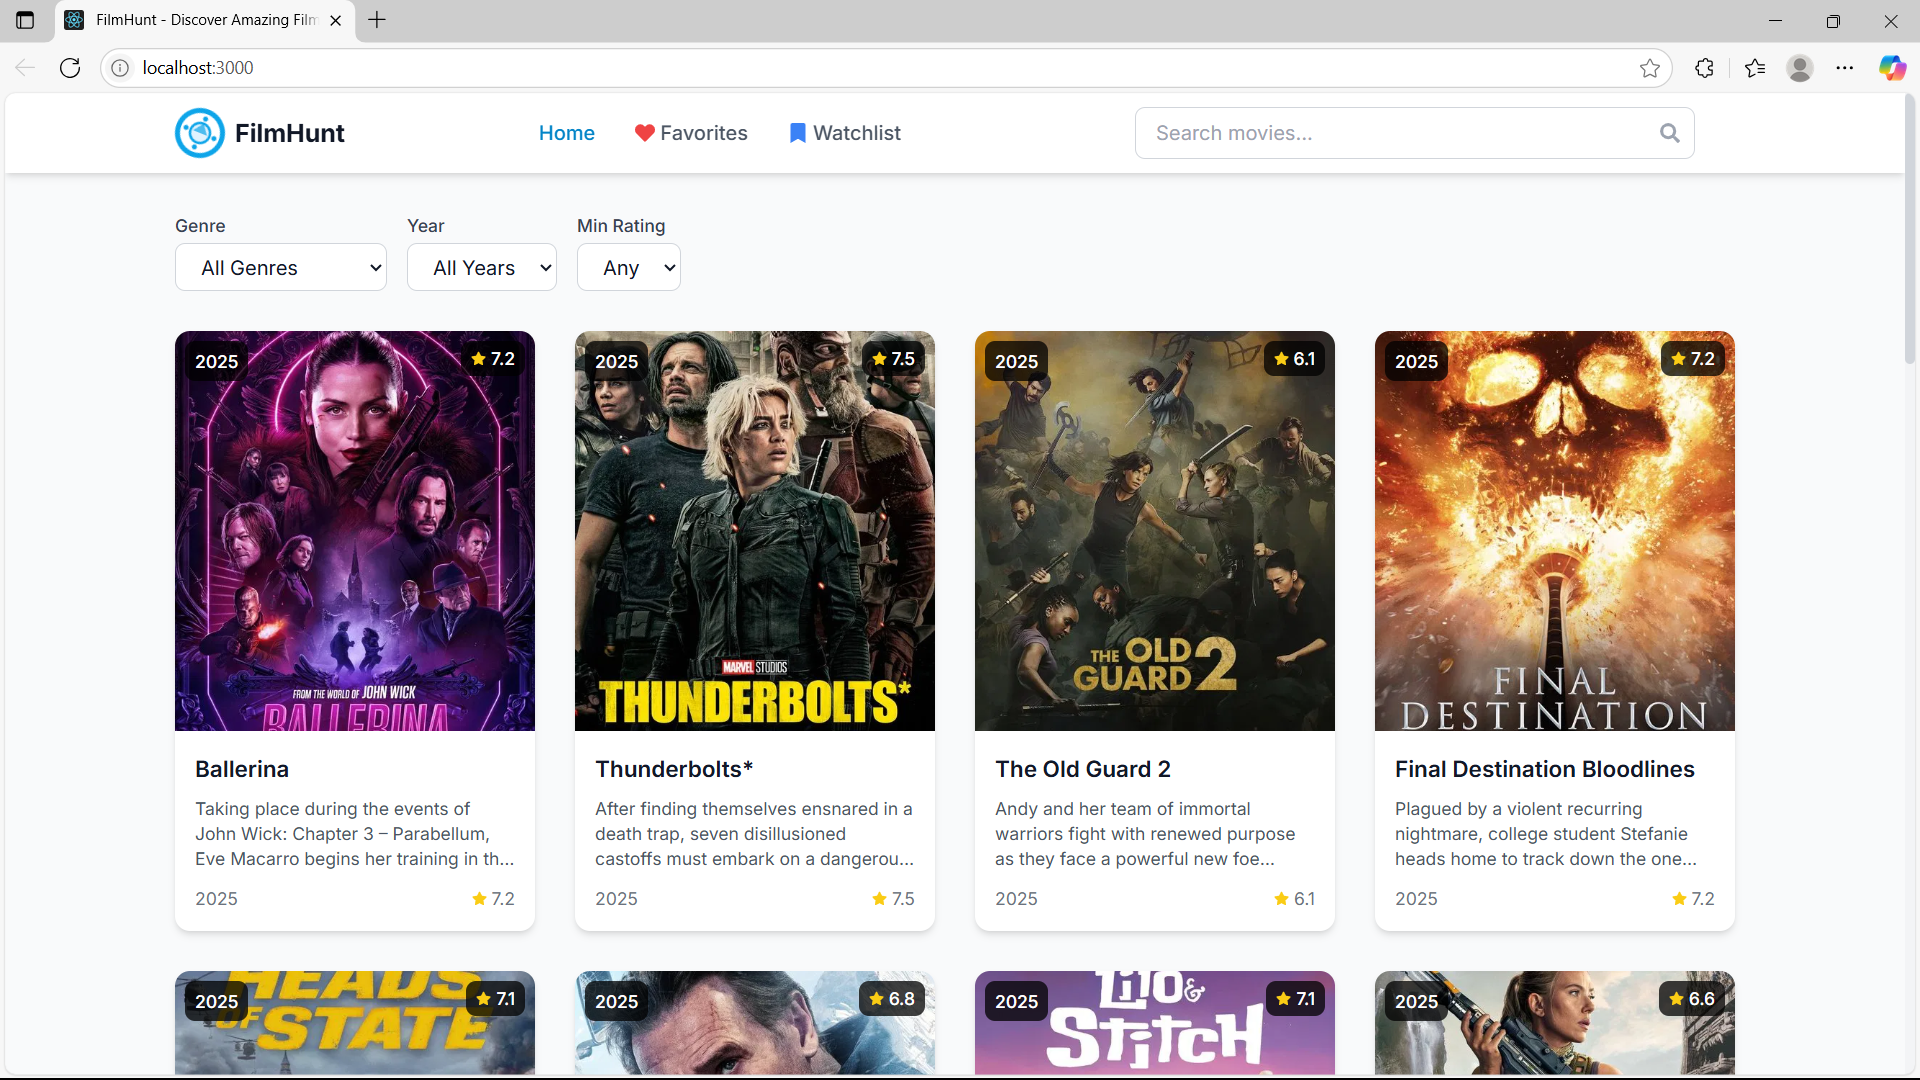 FilmHunt - Discover Amazing Film
localhost:3000
FilmHunt
Home
Favorites
Watchlist
Search movies...
Genre
Year
Min Rating
All Genres
All Years
Any
2025
7.2
FROM THE WORLD OF JOHN WICK
BALLERINA
2025
7.5
MARVEL STUDIOS
THUNDERBOLTS*
2025
6.1
THE OLD
GUARD 2
2025
7.2
FINAL
DESTINATION
Ballerina
Taking place during the events of
John Wick: Chapter 3 – Parabellum,
Eve Macarro begins her training in th...
2025
7.2
Thunderbolts*
After finding themselves ensnared in a
death trap, seven disillusioned
castoffs must embark on a dangerou...
2025
7.5
The Old Guard 2
Andy and her team of immortal
warriors fight with renewed purpose
as they face a powerful new foe...
2025
6.1
Final Destination Bloodlines
Plagued by a violent recurring
nightmare, college student Stefanie
heads home to track down the one...
2025
7.2
2025
7.1
HEADS
OF STATE
2025
6.8
2025
7.1
Lilo &
Stitch
2025
6.6